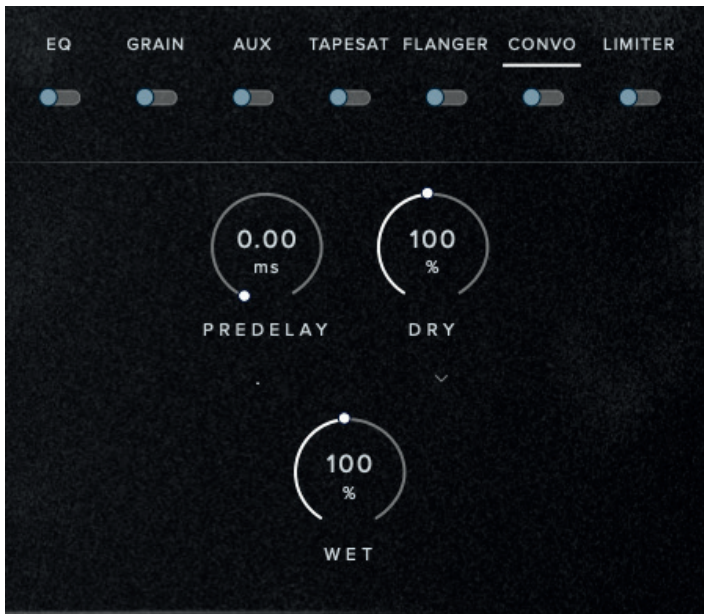 EQ GRAIN AUX TAPESAT FLANGER CONVO LIMITER
0.00 100
ms %
PREDELAY DRY
100
%
WET